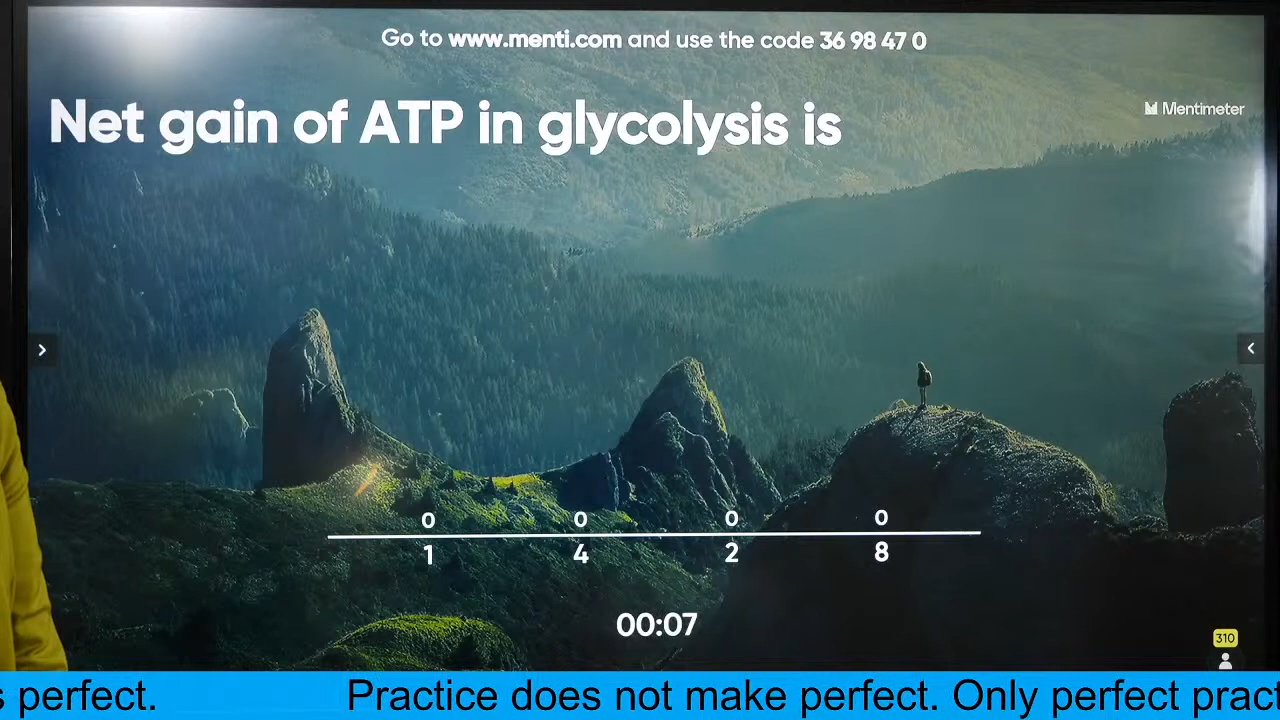 Go to www.menti.com and use the code 36 98 47 0
Net gain of ATP in glycolysis is
Mentimeter
0 0 0 0
1 4 2 8
00:07
310
perfect. Practice does not make perfect. Only perfect